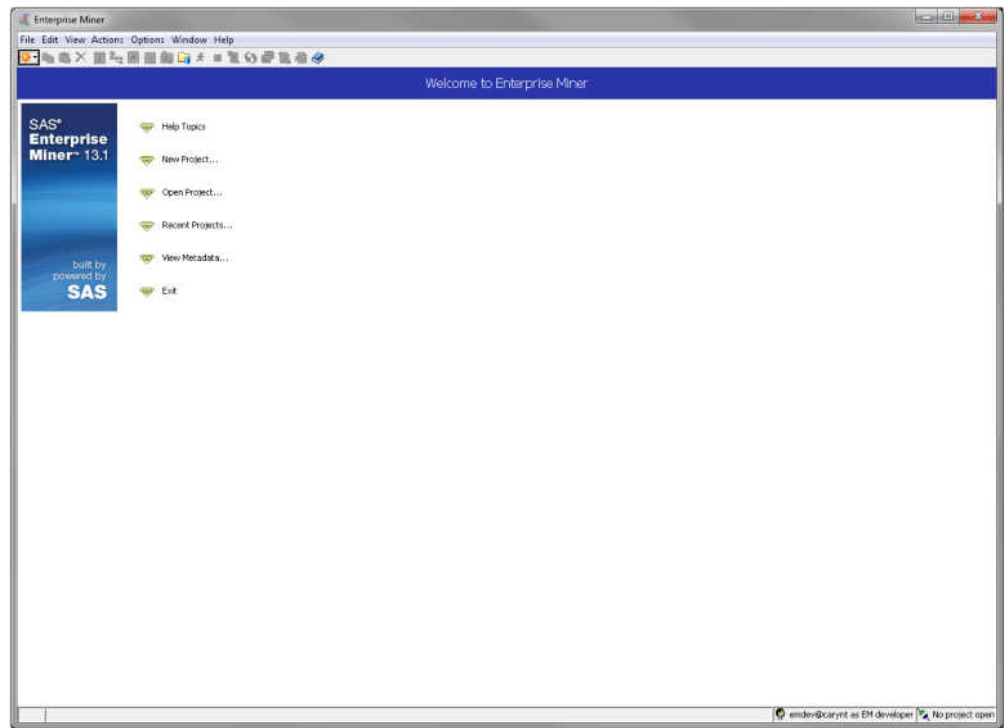 Enterprise Miner
File Edit View Actions Options Window Help
Welcome to Enterprise Miner
SAS®
Enterprise
Miner™ 13.1
built by
powered by
SAS
Help Topics
New Project...
Open Project...
Recent Projects...
View Metadata...
Exit
emdev@carynt as EM developer No project open